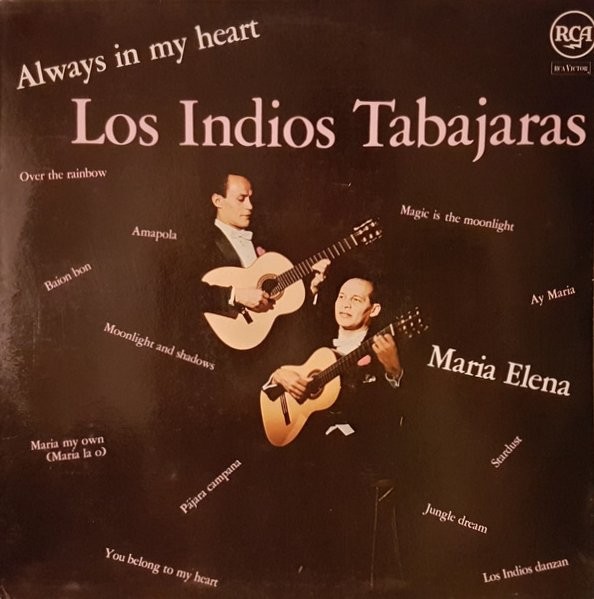 Always in my heart
RCA
RCA VICTOR
Los Indios Tabajaras
Over the rainbow
Amapola
Magic is the moonlight
Baion bon
Ay Maria
Moonlight and shadows
Maria Elena
Maria my own
(Maria la o)
Pájara campana
Stardust
Jungle dream
You belong to my heart
Los Indios danzan